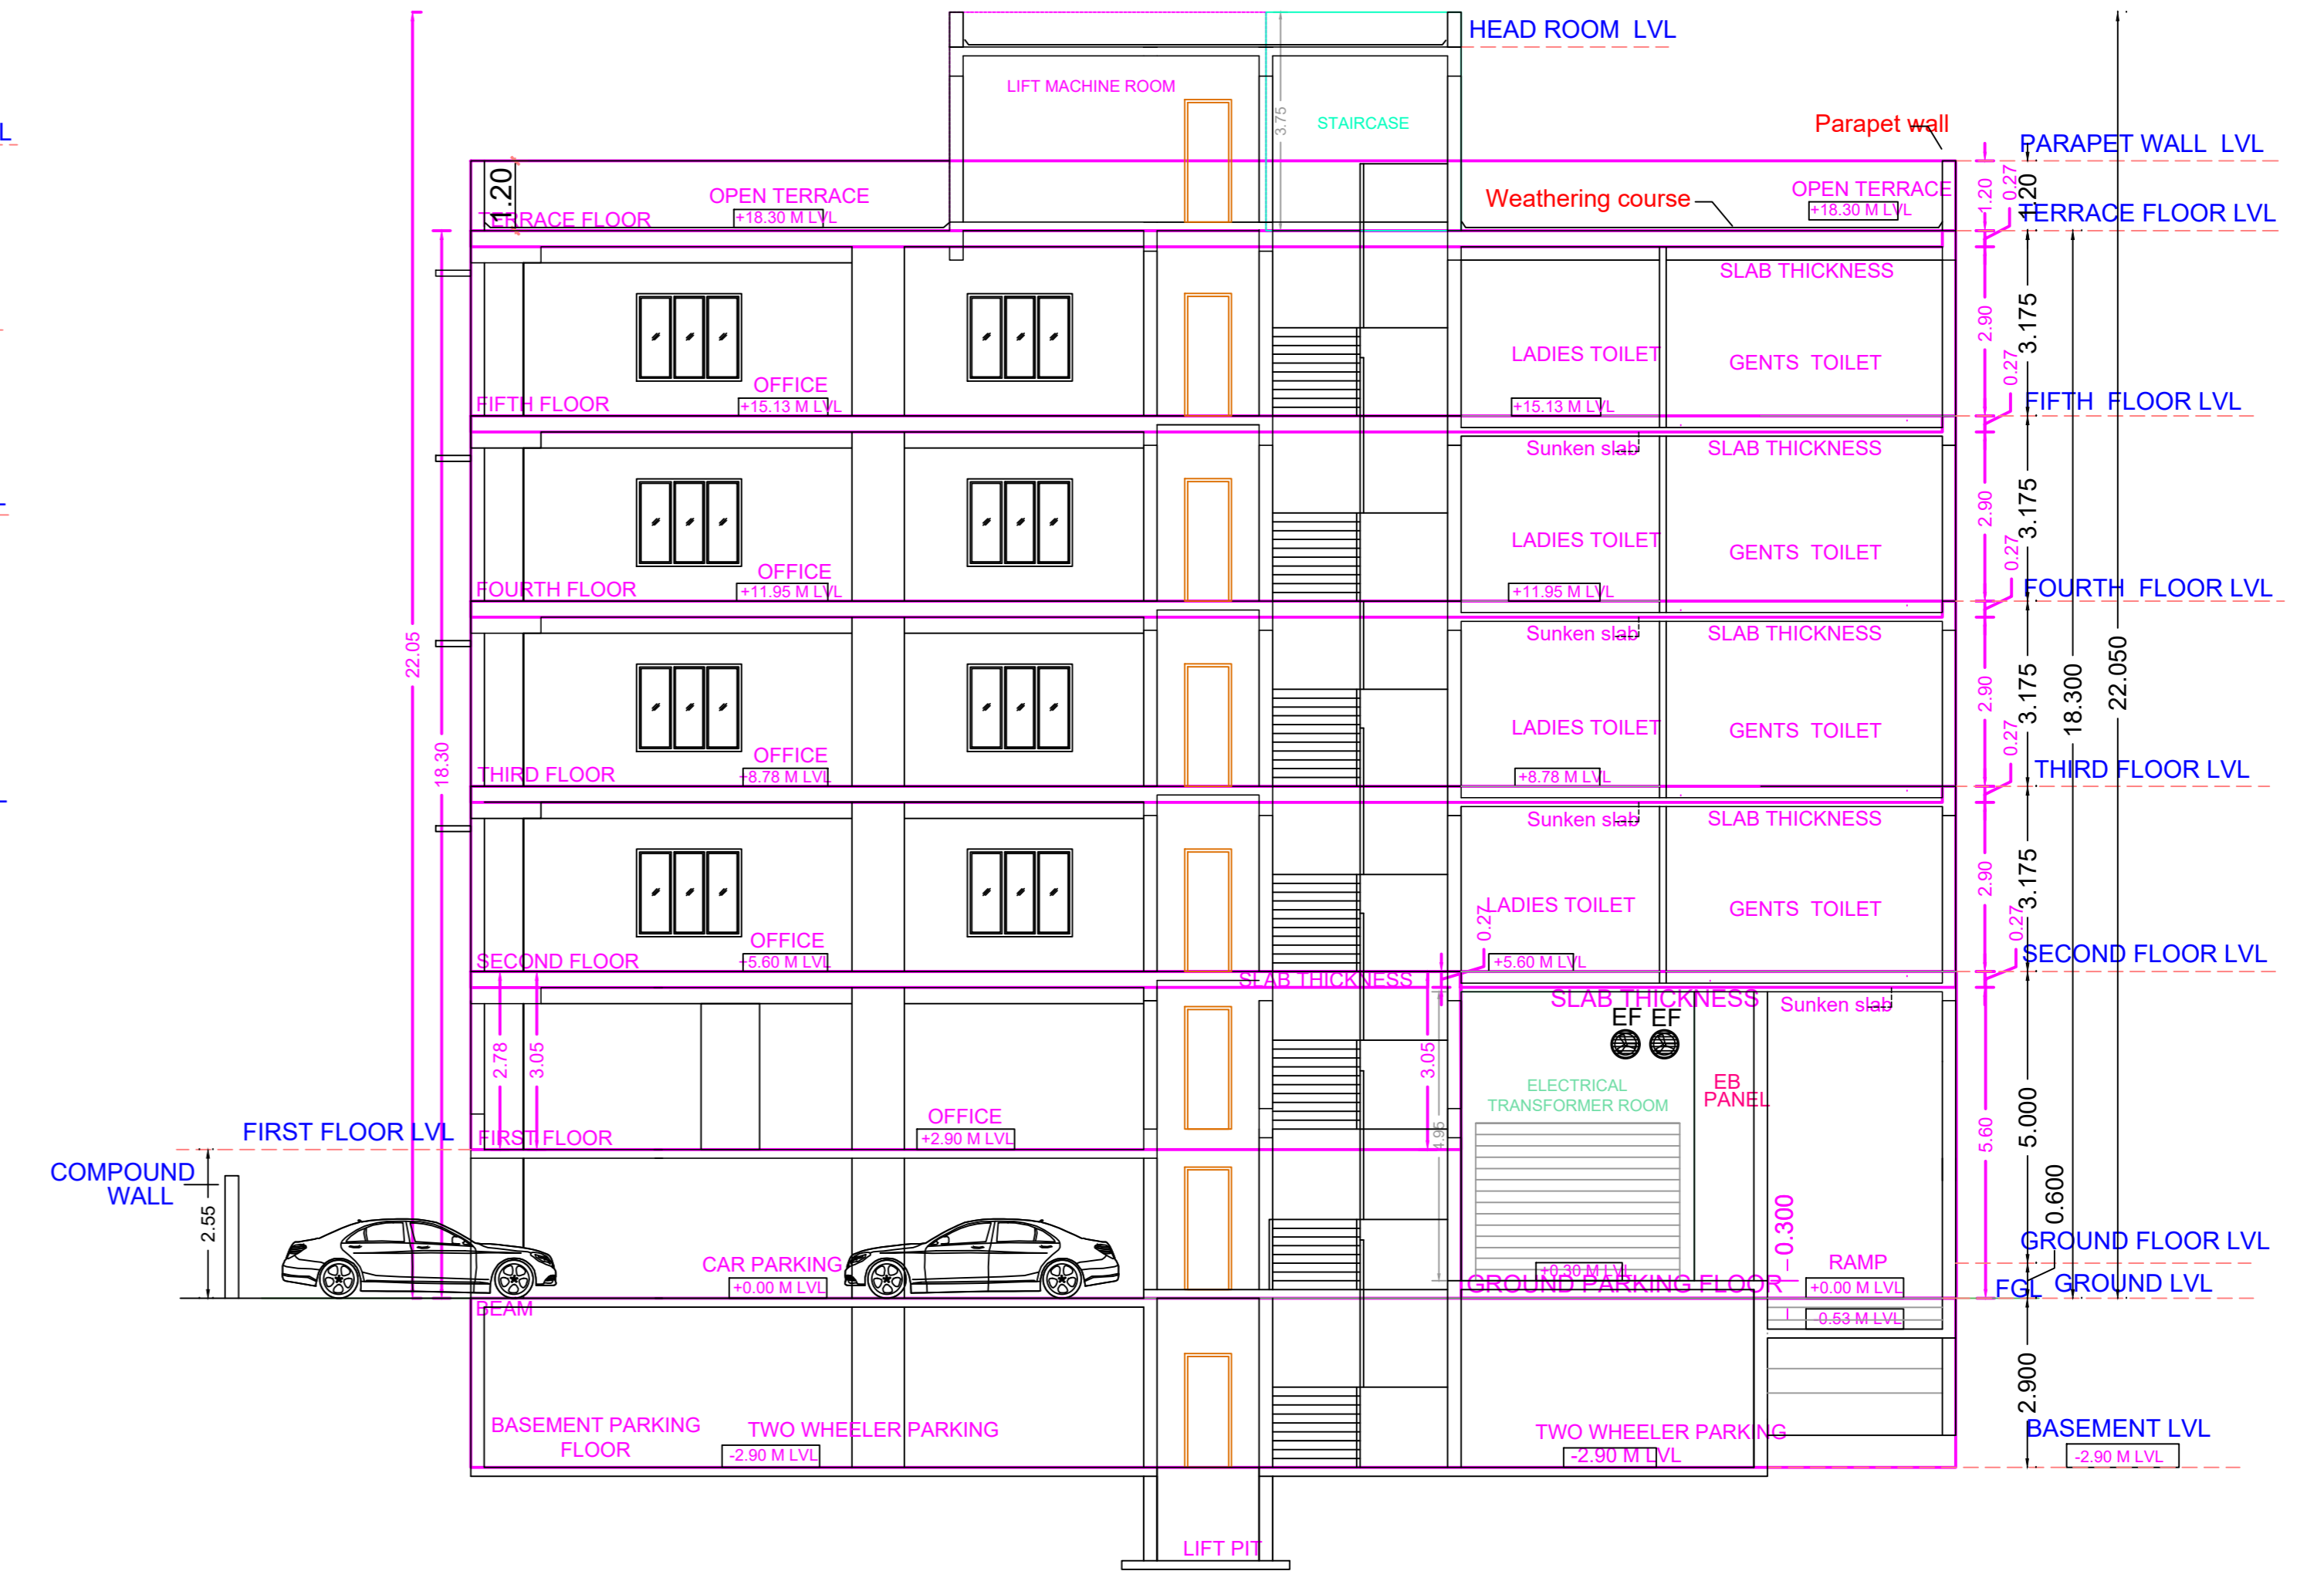 HEAD ROOM LVL
LIFT MACHINE ROOM
3.75
STAIRCASE
Parapet wall
L
PARAPET WALL LVL
1.20
OPEN TERRACE
+18.30 M LVL
TERRACE FLOOR
Weathering course
OPEN TERRACE
+18.30 M LVL
1.20
0.27
1.20
TERRACE FLOOR LVL
SLAB THICKNESS
2.90
3.175
LADIES TOILET
GENTS TOILET
OFFICE
+15.13 M LVL
FIFTH FLOOR
+15.13 M LVL
0.27
FIFTH FLOOR LVL
Sunken slab
SLAB THICKNESS
2.90
3.175
LADIES TOILET
GENTS TOILET
OFFICE
+11.95 M LVL
FOURTH FLOOR
+11.95 M LVL
0.27
FOURTH FLOOR LVL
Sunken slab
SLAB THICKNESS
22.05
18.30
2.90
3.175
18.300
22.050
LADIES TOILET
GENTS TOILET
OFFICE
+8.78 M LVL
THIRD FLOOR
+8.78 M LVL
0.27
THIRD FLOOR LVL
Sunken slab
SLAB THICKNESS
2.90
3.175
LADIES TOILET
GENTS TOILET
0.27
OFFICE
+5.60 M LVL
SECOND FLOOR
+5.60 M LVL
0.27
SECOND FLOOR LVL
SLAB THICKNESS
SLAB THICKNESS
Sunken slab
EF EF
2.78
3.05
3.05
4.95
ELECTRICAL
TRANSFORMER ROOM
EB
PANEL
5.60
5.000
OFFICE
+2.90 M LVL
FIRST FLOOR LVL
FIRST FLOOR
COMPOUND
WALL
2.55
0.300
0.600
GROUND FLOOR LVL
CAR PARKING
+0.00 M LVL
+0.30 M LVL
GROUND PARKING FLOOR
RAMP
+0.00 M LVL
FGL
GROUND LVL
BEAM
-0.53 M LVL
2.900
BASEMENT PARKING
FLOOR
TWO WHEELER PARKING
-2.90 M LVL
TWO WHEELER PARKING
-2.90 M LVL
BASEMENT LVL
-2.90 M LVL
LIFT PIT